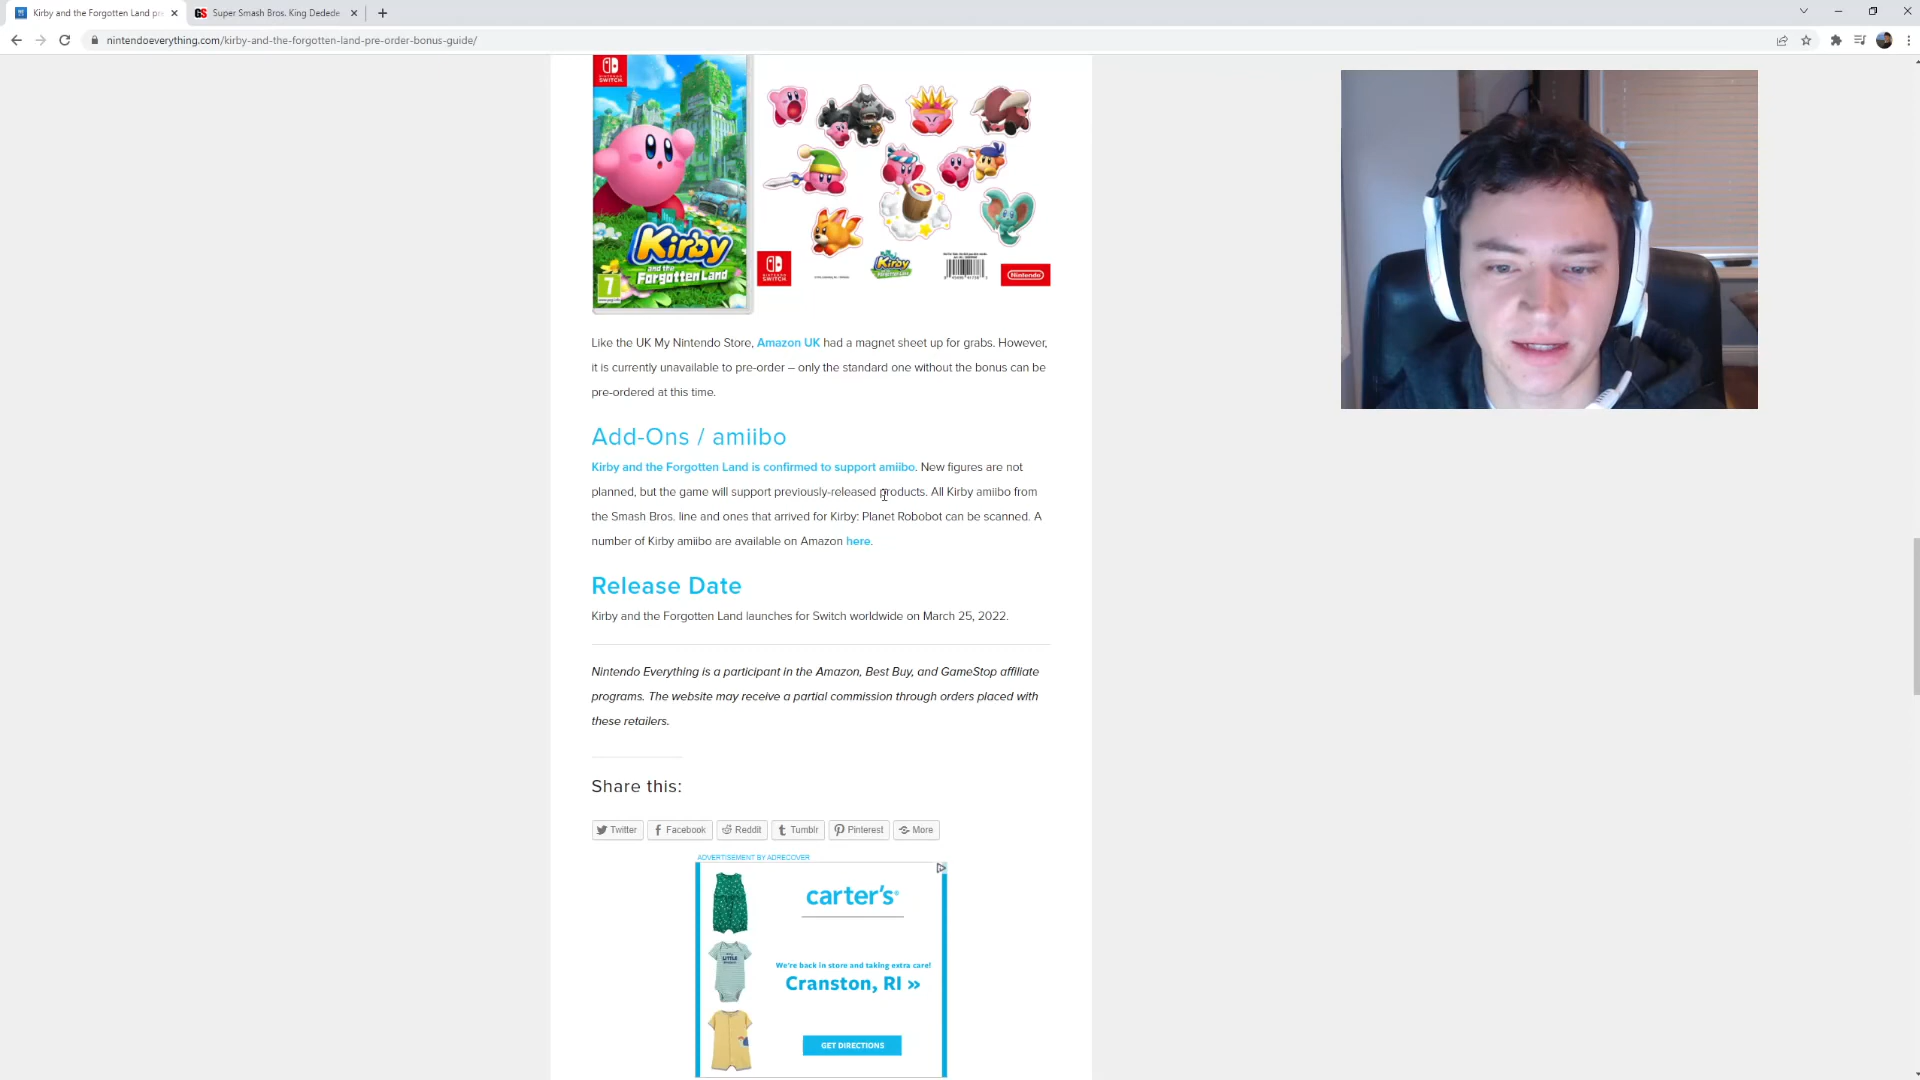 Kirby and the Forgotten Land pre
Super Smash Bros. King Dedede
nintendoeverything.com/kirby-and-the-forgotten-land-pre-order-bonus-guide/
NINTENDO
SWITCH
Kirby
and the
Forgotten Land
7
NINTENDO
SWITCH
Kirby
Nintendo
Like the UK My Nintendo Store, Amazon UK had a magnet sheet up for grabs. However,
it is currently unavailable to pre-order – only the standard one without the bonus can be
pre-ordered at this time.
Add-Ons / amiibo
Kirby and the Forgotten Land is confirmed to support amiibo. New figures are not
planned, but the game will support previously-released products. All Kirby amiibo from
the Smash Bros. line and ones that arrived for Kirby: Planet Robobot can be scanned. A
number of Kirby amiibo are available on Amazon here.
Release Date
Kirby and the Forgotten Land launches for Switch worldwide on March 25, 2022.
Nintendo Everything is a participant in the Amazon, Best Buy, and GameStop affiliate
programs. The website may receive a partial commission through orders placed with
these retailers.
Share this:
Twitter Facebook Reddit Tumblr Pinterest More
ADVERTISEMENT BY ADRECOVER
carter's
We're back in store and taking extra care!
Cranston, RI »
GET DIRECTIONS